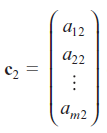 c₂ = 
a₁₂
a₂₂
⋮
aₘ₂